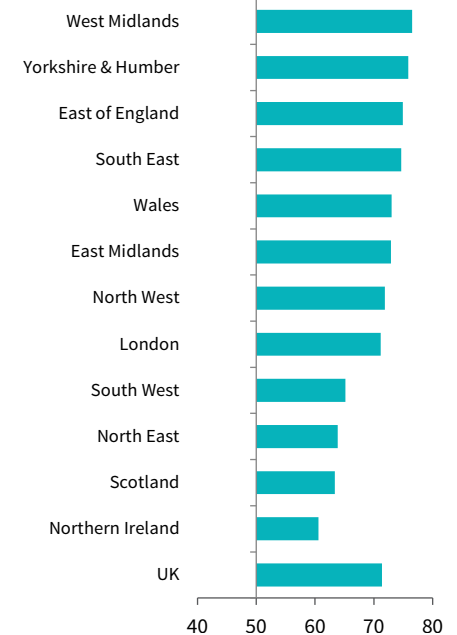 West Midlands
Yorkshire & Humber
East of England
South East
Wales
East Midlands
North West
London
South West
North East
Scotland
Northern Ireland
UK
40 50 60 70 80